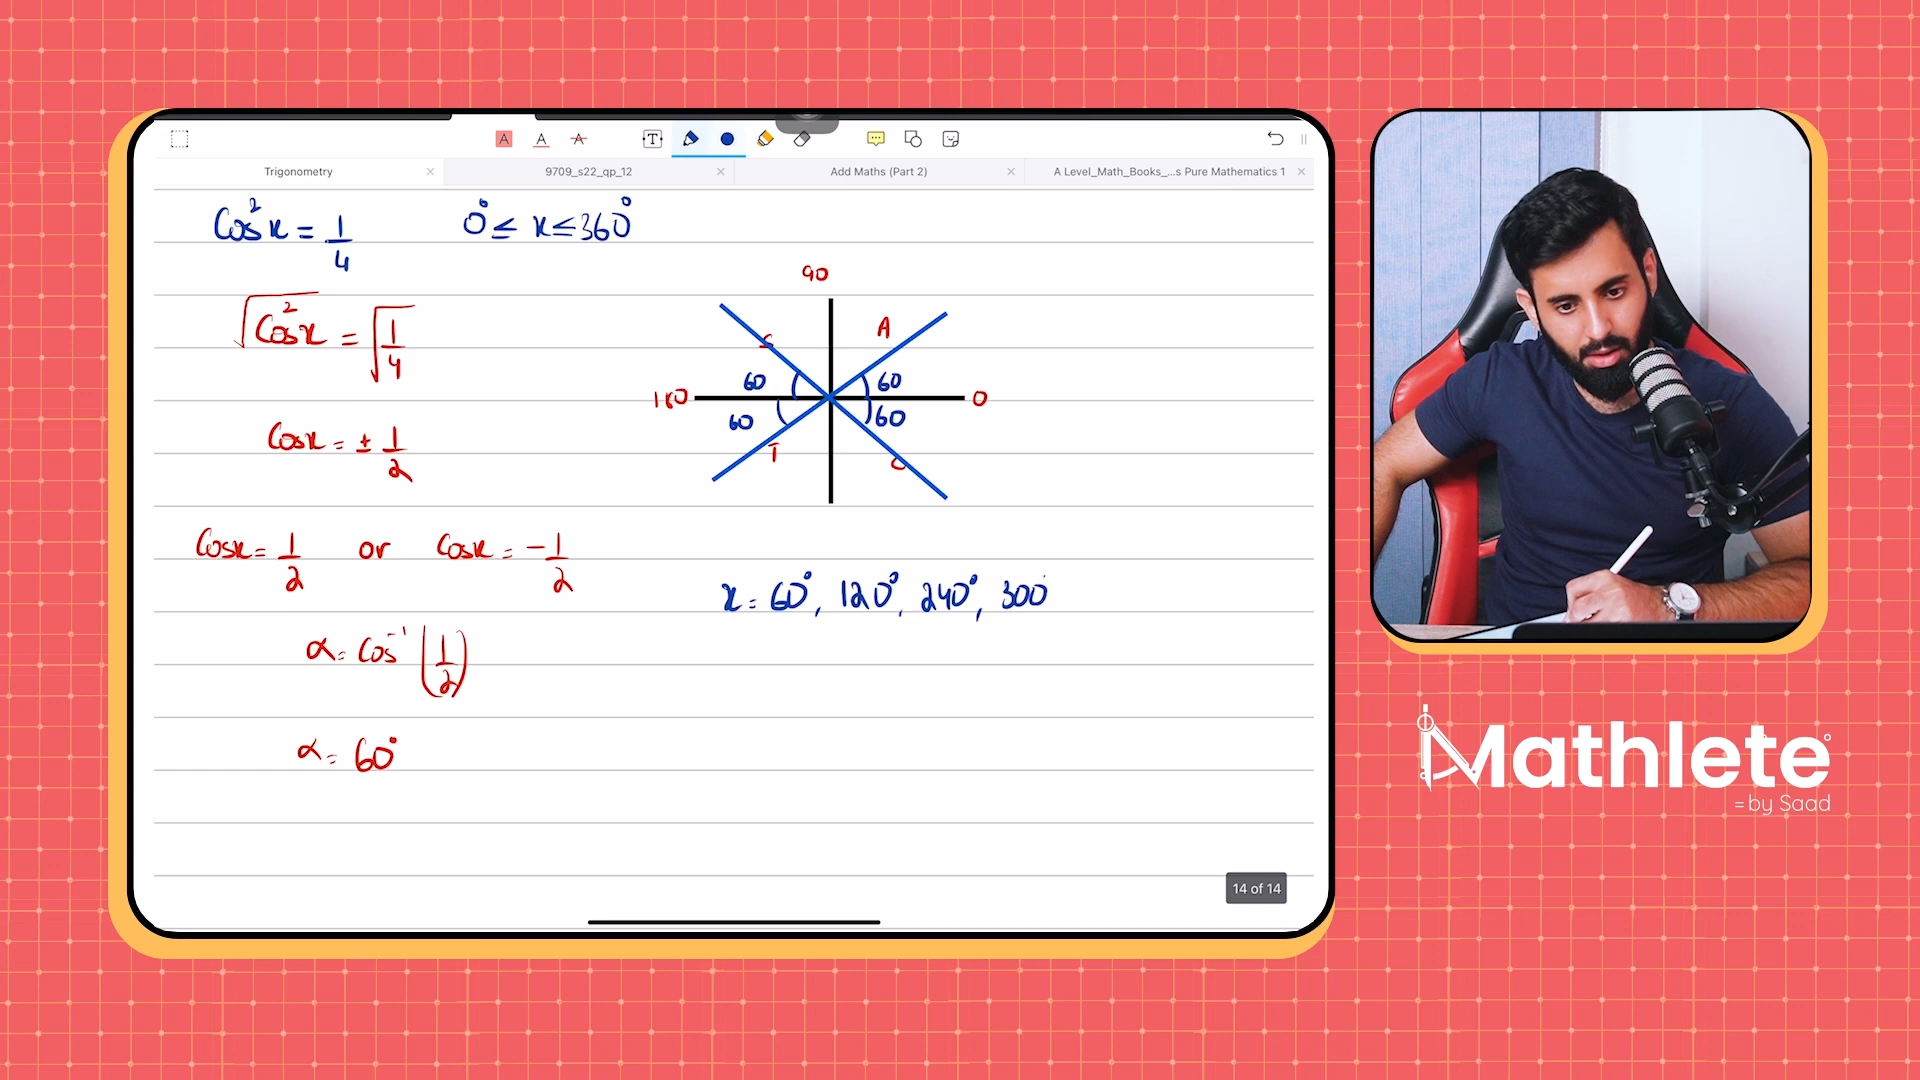 A A A T
Trigonometry × 9709_s22_qp_12 × Add Maths (Part 2) × A Level_Math_Books_...s Pure Mathematics 1 ×
Cos²x = 1/4 0° ≤ x ≤ 360°
√Cos²x = √1/4
Cosx = ± 1/2
Cosx = 1/2 or Cosx = -1/2
α = Cos⁻¹(1/2)
α = 60°
90
S A
180 60 60 0
60 60
T C
x = 60°, 120°, 240°, 300°
14 of 14
Mathlete
= by Saad